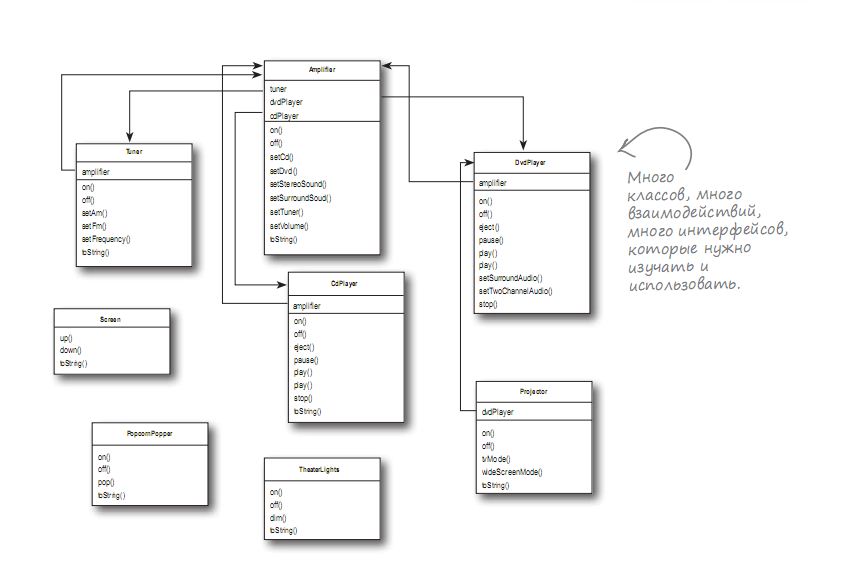 Amplifier
tuner
dvdPlayer
cdPlayer
on()
off()
setCd()
setDvd()
setStereoSound()
setSurroundSoud()
setTuner()
setVolume()
toString()
Tuner
amplifier
on()
off()
setAm()
setFm()
setFrequency()
toString()
DvdPlayer
amplifier
on()
off()
eject()
pause()
play()
play()
setSurroundAudio()
setTwoChannelAudio()
stop()
Много
классов, много
взаимодействий,
много интерфейсов,
которые нужно
изучать и
использовать.
CdPlayer
amplifier
on()
off()
eject()
pause()
play()
play()
stop()
toString()
Screen
up()
down()
toString()
Projector
dvdPlayer
on()
off()
tvMode()
wideScreenMode()
toString()
PopcornPopper
on()
off()
pop()
toString()
TheaterLights
on()
off()
dim()
toString()